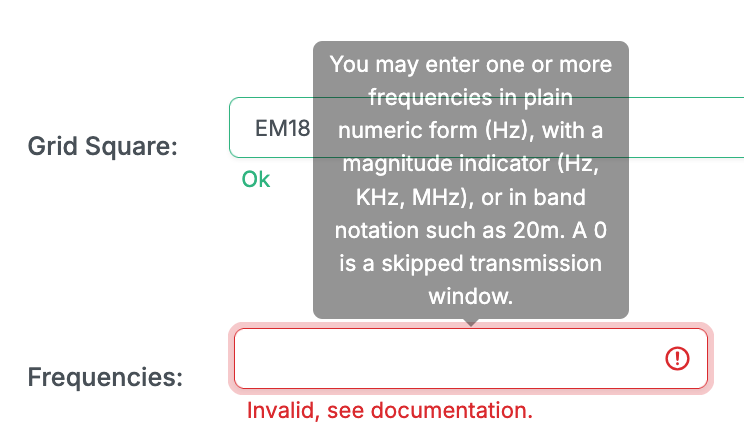 You may enter one or more
frequencies in plain
numeric form (Hz), with a
magnitude indicator (Hz,
KHz, MHz), or in band
notation such as 20m. A 0
is a skipped transmission
window.
Grid Square:
EM18
Ok
Frequencies:
Invalid, see documentation.